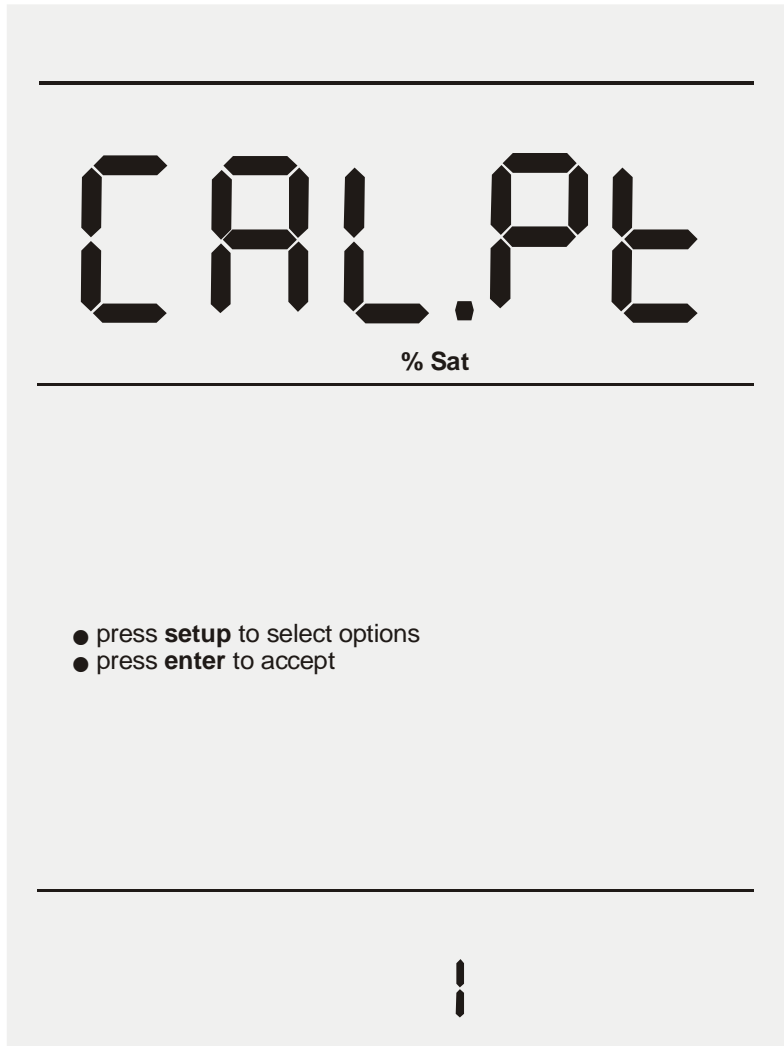 CAL.Pt
% Sat
● press setup to select options
● press enter to accept
1